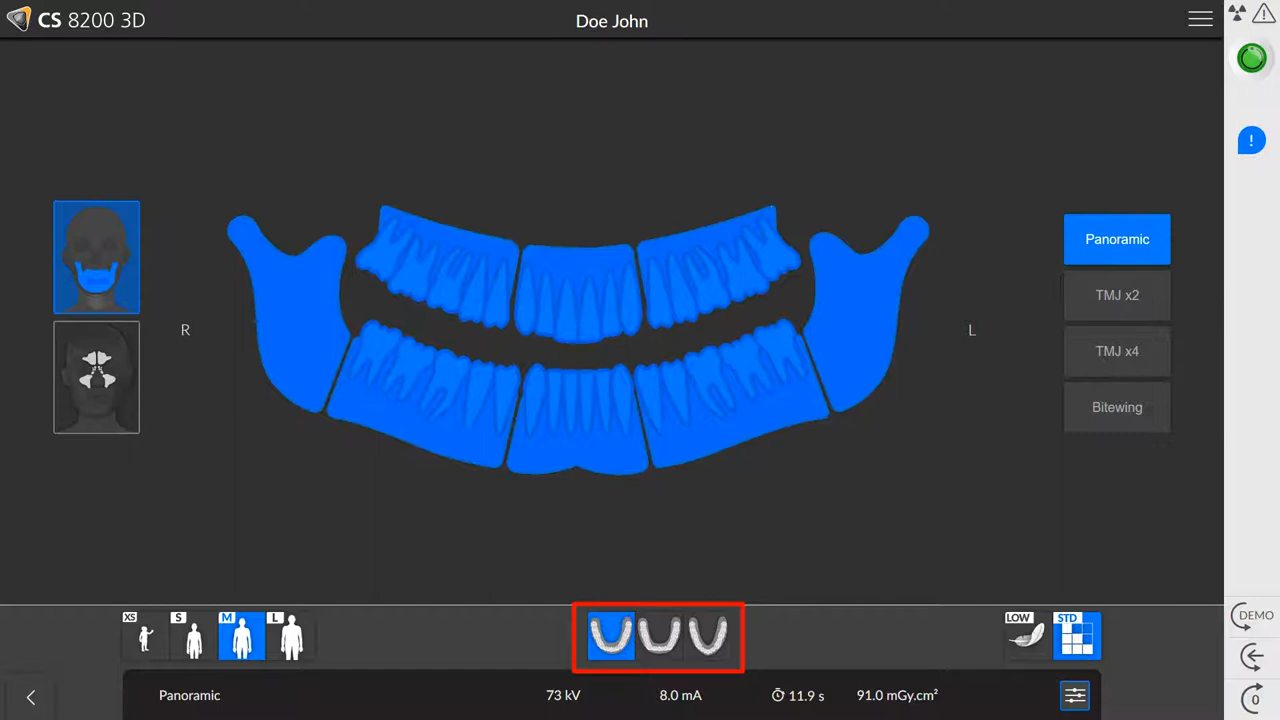 CS 8200 3D
Doe John
!
R
L
Panoramic
TMJ x2
TMJ x4
Bitewing
XS
S
M
L
LOW
STD
DEMO
Panoramic
73 kV
8.0 mA
11.9 s
91.0 mGy.cm²
0